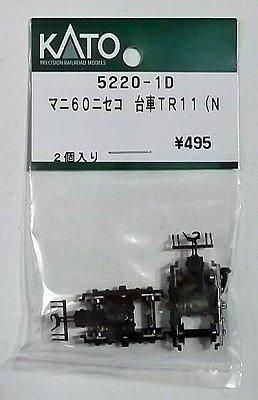 KATO
PRECISION RAILROAD MODELS
5220-1D
マニ60ニセコ 台車TR11(N
¥495
2個入り